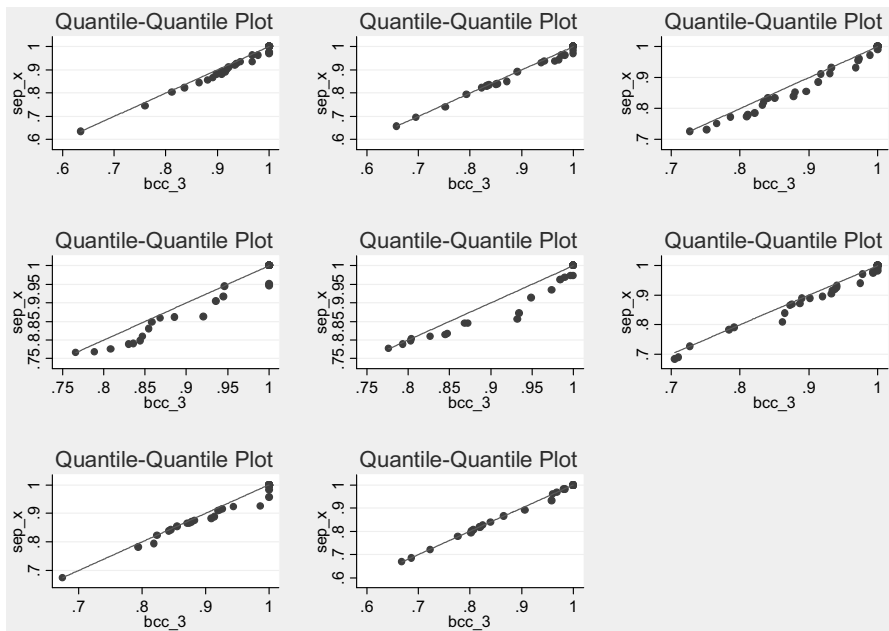 Quantile-Quantile Plot
sep_x
1
.9
.8
.7
.6
.6 .7 .8 .9 1
bcc_3
Quantile-Quantile Plot
sep_x
1
.9
.8
.7
.6
.6 .7 .8 .9 1
bcc_3
Quantile-Quantile Plot
sep_x
1
.9
.8
.7
.7 .8 .9 1
bcc_3
Quantile-Quantile Plot
sep_x
.75 .8 .85 .9 .95 1
.75 .8 .85 .9 .95 1
bcc_3
Quantile-Quantile Plot
sep_x
.75 .8 .85 .9 .95 1
.75 .8 .85 .9 .95 1
bcc_3
Quantile-Quantile Plot
sep_x
1
.9
.8
.7
.7 .8 .9 1
bcc_3
Quantile-Quantile Plot
sep_x
1
.9
.8
.7
.7 .8 .9 1
bcc_3
Quantile-Quantile Plot
sep_x
1
.9
.8
.7
.6
.6 .7 .8 .9 1
bcc_3